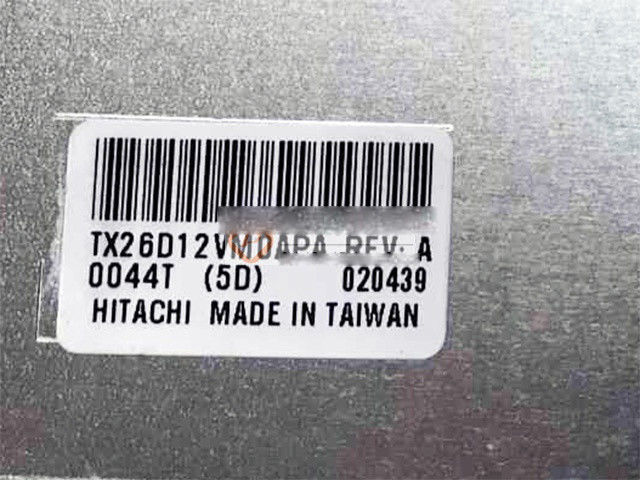 TX26D12VM0APA REV: A
0044T (5D) 020439
HITACHI MADE IN TAIWAN